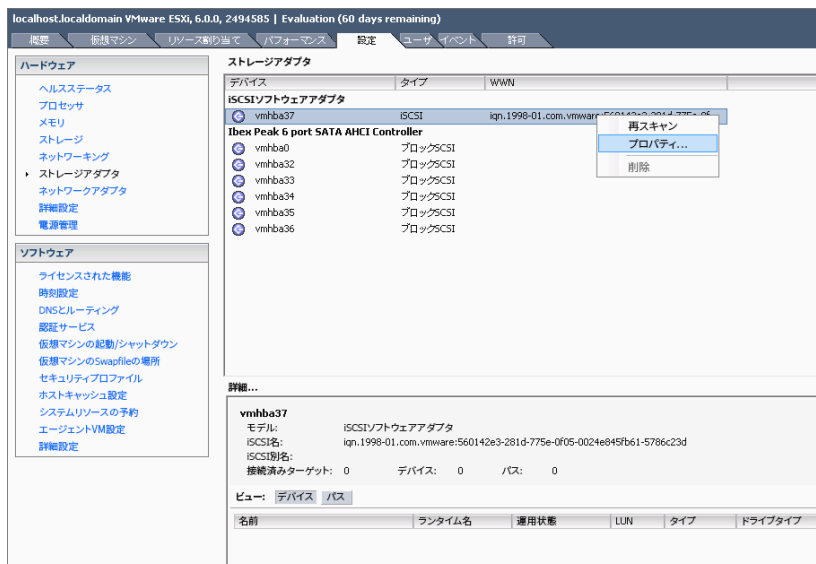 localhost.localdomain VMware ESXi, 6.0.0, 2494585 | Evaluation (60 days remaining)
概要 仮想マシン リソース割り当て パフォーマンス 設定 ユーザ イベント 許可
ハードウェア
ヘルスステータス
プロセッサ
メモリ
ストレージ
ネットワーキング
ストレージアダプタ
ネットワークアダプタ
詳細設定
電源管理
ソフトウェア
ライセンスされた機能
時刻設定
DNSとルーティング
認証サービス
仮想マシンの起動/シャットダウン
仮想マシンのSwapfileの場所
セキュリティプロファイル
ホストキャッシュ設定
システムリソースの予約
エージェントVM設定
詳細設定
ストレージアダプタ
デバイス タイプ WWN
iSCSIソフトウェアアダプタ
vmhba37 iSCSI iqn.1998-01.com.vmware:560142e3-281d-775e-0f
Ibex Peak 6 port SATA AHCI Controller
vmhba0 ブロックSCSI
vmhba32 ブロックSCSI
vmhba33 ブロックSCSI
vmhba34 ブロックSCSI
vmhba35 ブロックSCSI
vmhba36 ブロックSCSI
再スキャン
プロパティ...
削除
詳細...
vmhba37
モデル: iSCSIソフトウェアアダプタ
iSCSI名: iqn.1998-01.com.vmware:560142e3-281d-775e-0f05-0024e845fb61-5786c23d
iSCSI別名:
接続済みターゲット: 0 デバイス: 0 パス: 0
ビュー: デバイス パス
名前 ランタイム名 運用状態 LUN タイプ ドライブタイプ